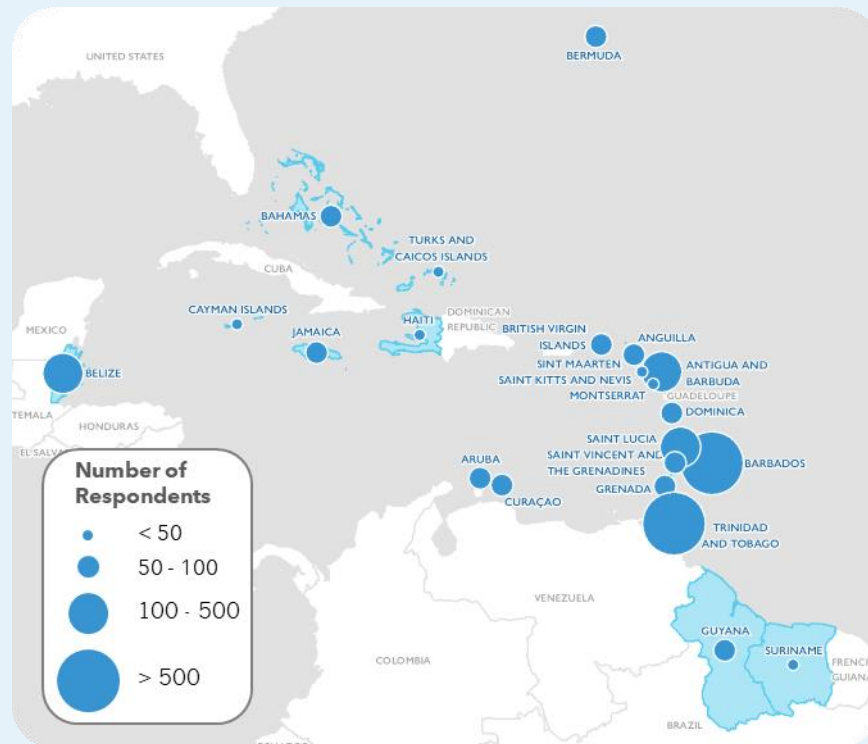 UNITED STATES
BERMUDA
BAHAMAS
TURKS AND
CAICOS ISLANDS
CUBA
CAYMAN ISLANDS
MEXICO
JAMAICA
HAITI
DOMINICAN
REPUBLIC
BRITISH VIRGIN
ISLANDS
ANGUILLA
SINT MAARTEN
SAINT KITTS AND NEVIS
MONTSERRAT
ANTIGUA AND
BARBUDA
GUADELOUPE
DOMINICA
BELIZE
TEMALA
HONDURAS
EL SALV
SAINT LUCIA
SAINT VINCENT AND
THE GRENADINES
BARBADOS
GRENADA
ARUBA
CURAÇAO
TRINIDAD
AND TOBAGO
VENEZUELA
GUYANA
SURINAME
FRENCH
GUIANA
COLOMBIA
BRAZIL
Number of
Respondents
< 50
50 - 100
100 - 500
> 500